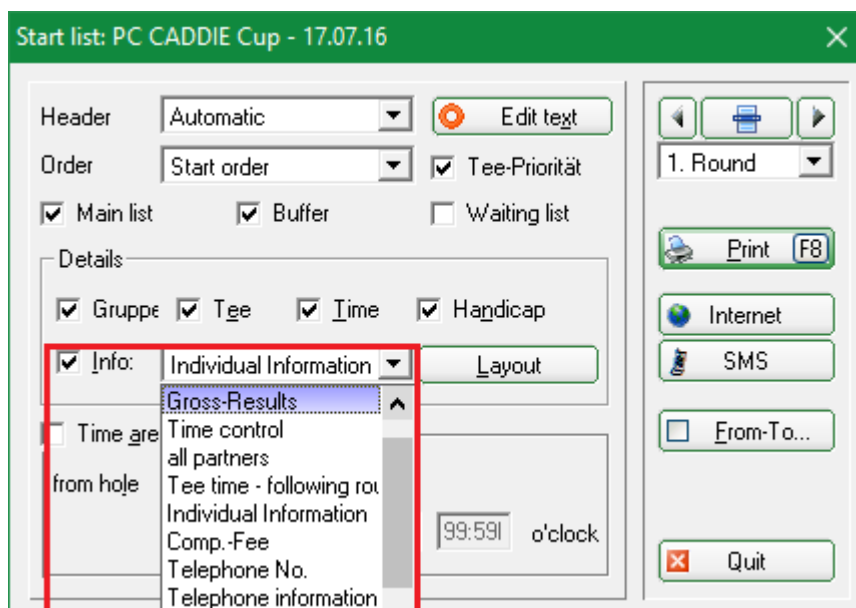 Start list: PC CADDIE Cup - 17.07.16
Header Automatic Edit text
1. Round
Order Start order Tee-Priorität
Main list Buffer Waiting list
Print F8
Details
Gruppe Tee Time Handicap
Internet
Info: Individual Information Layout
SMS
Gross-Results
Time are
Time control
From-To...
all partners
from hole
Tee time - following rou
Individual Information
99:59
o'clock
Comp.-Fee
Telephone No.
Quit
Telephone information